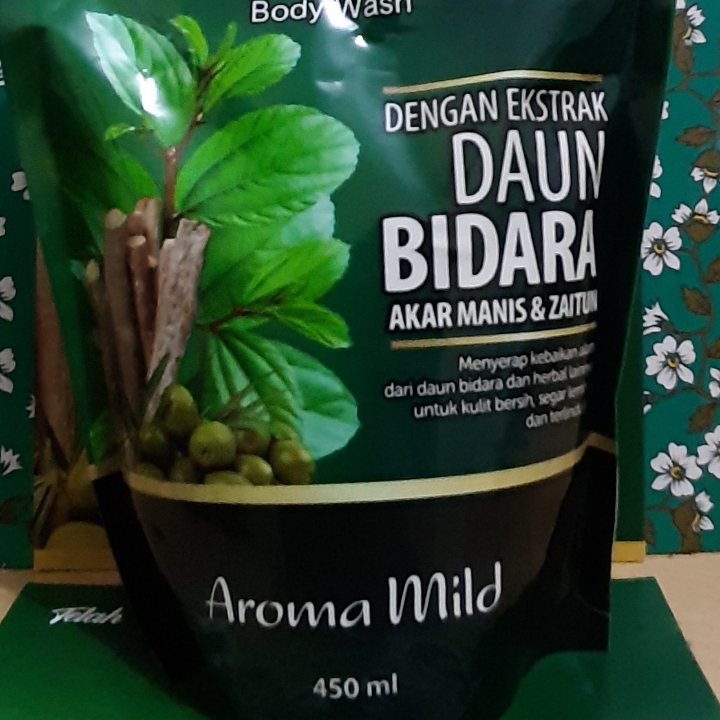 Body Wash
DENGAN EKSTRAK
DAUN
BIDARA
AKAR MANIS & ZAITUN
Menyerap kebaikan
dari daun bidara dan herbal
untuk kulit bersih, segar
dan
Aroma Mild
450 ml
Telah